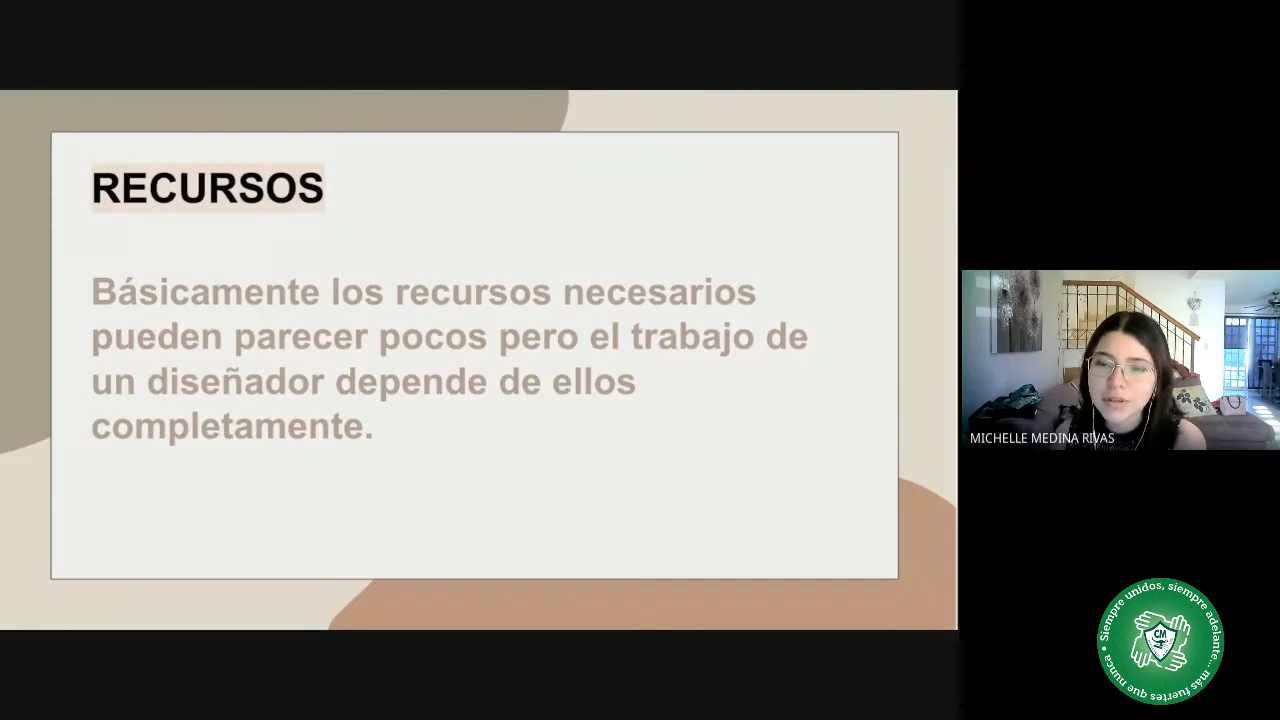 RECURSOS
Básicamente los recursos necesarios
pueden parecer pocos pero el trabajo de
un diseñador depende de ellos
completamente.
MICHELLE MEDINA RIVAS
Siempre unidos, siempre adelante... más fuertes que nunca •
CM